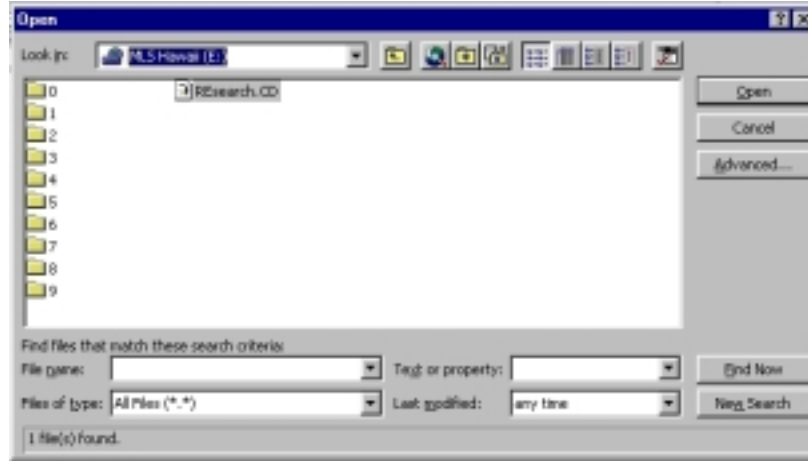 Open
Look in: MLS Hawaii (E:)
0 REsearch.CD
1
2
3
4
5
6
7
8
9
Open
Cancel
Advanced...
Find files that match these search criteria:
File name: Text or property: Find Now
Files of type: All Files (*.*) Last modified: any time New Search
1 file(s) found.